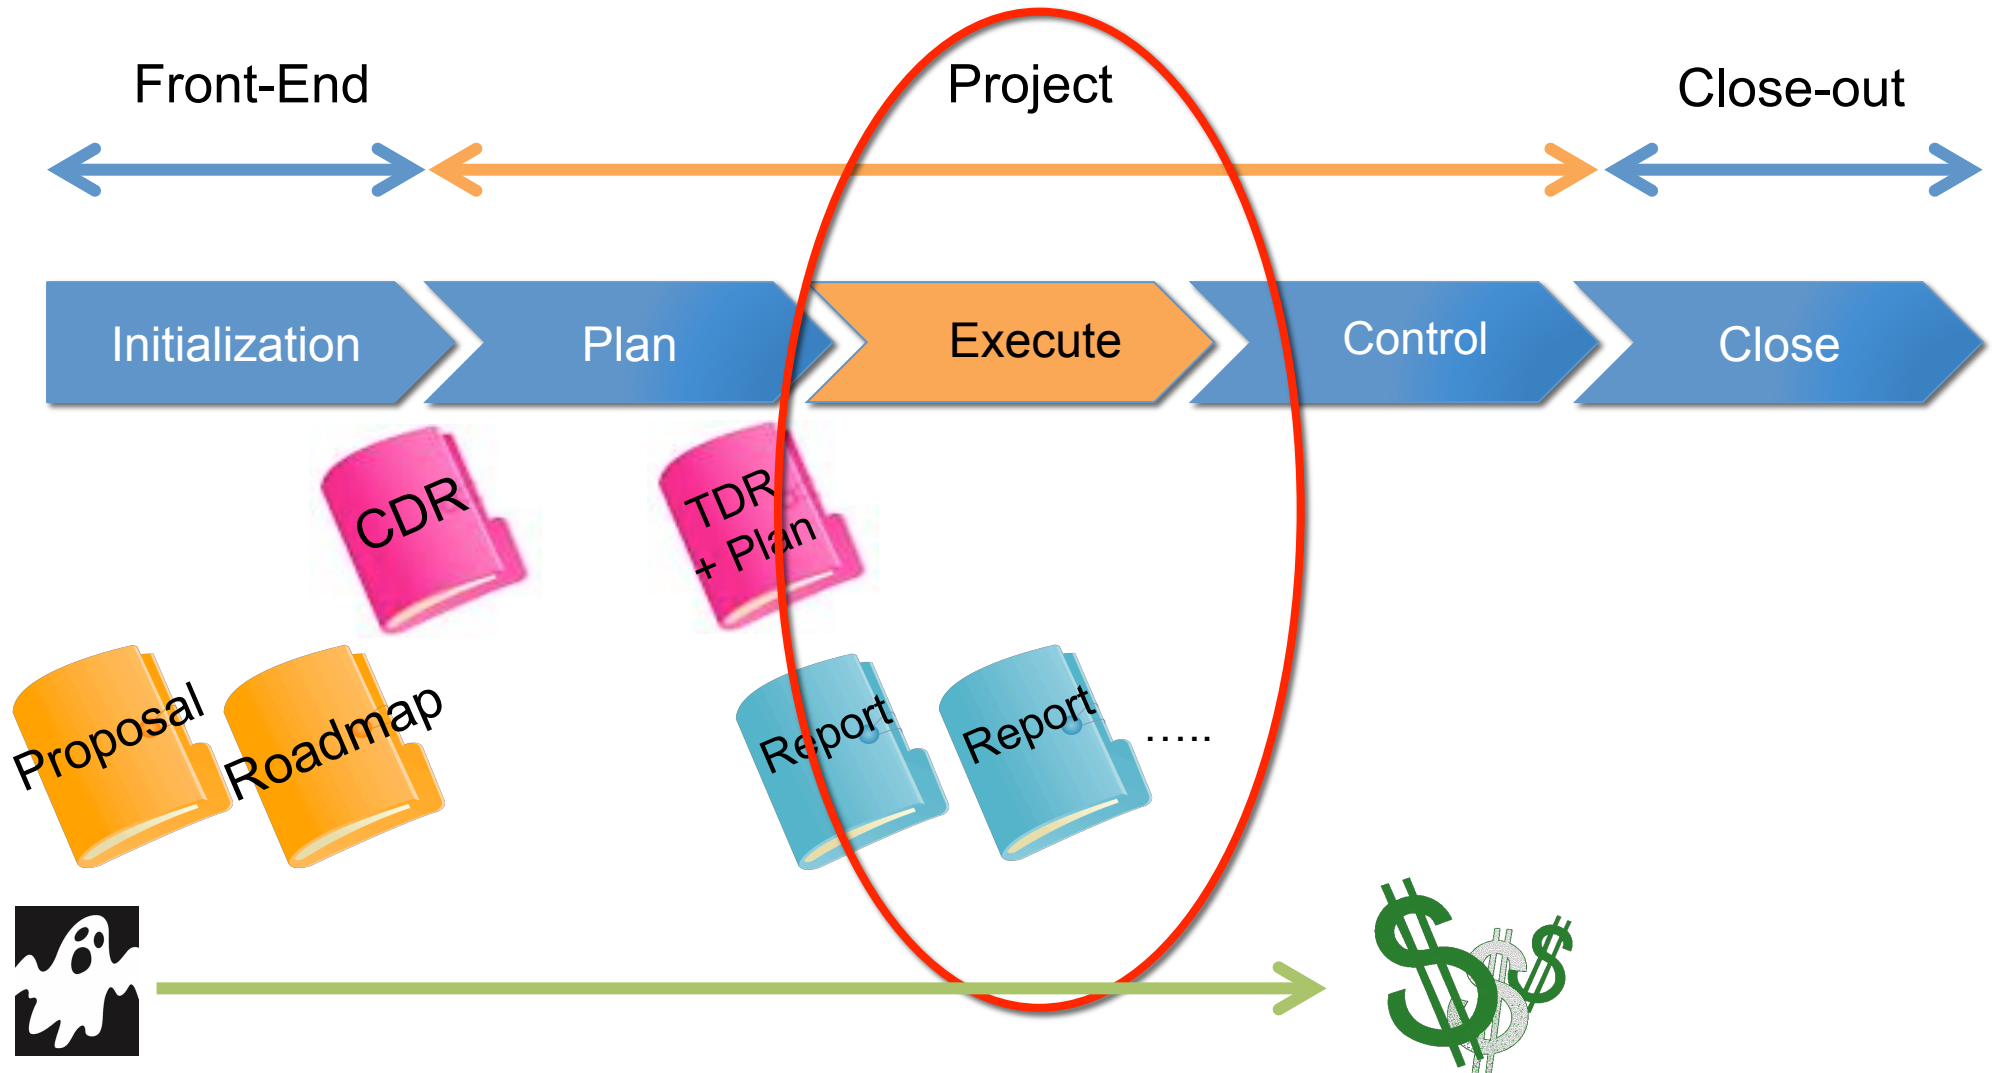 Front-End
Project
Close-out
Initialization
Plan
Execute
Control
Close
CDR
TDR
+ Plan
Proposal
Roadmap
Report
Report
.....